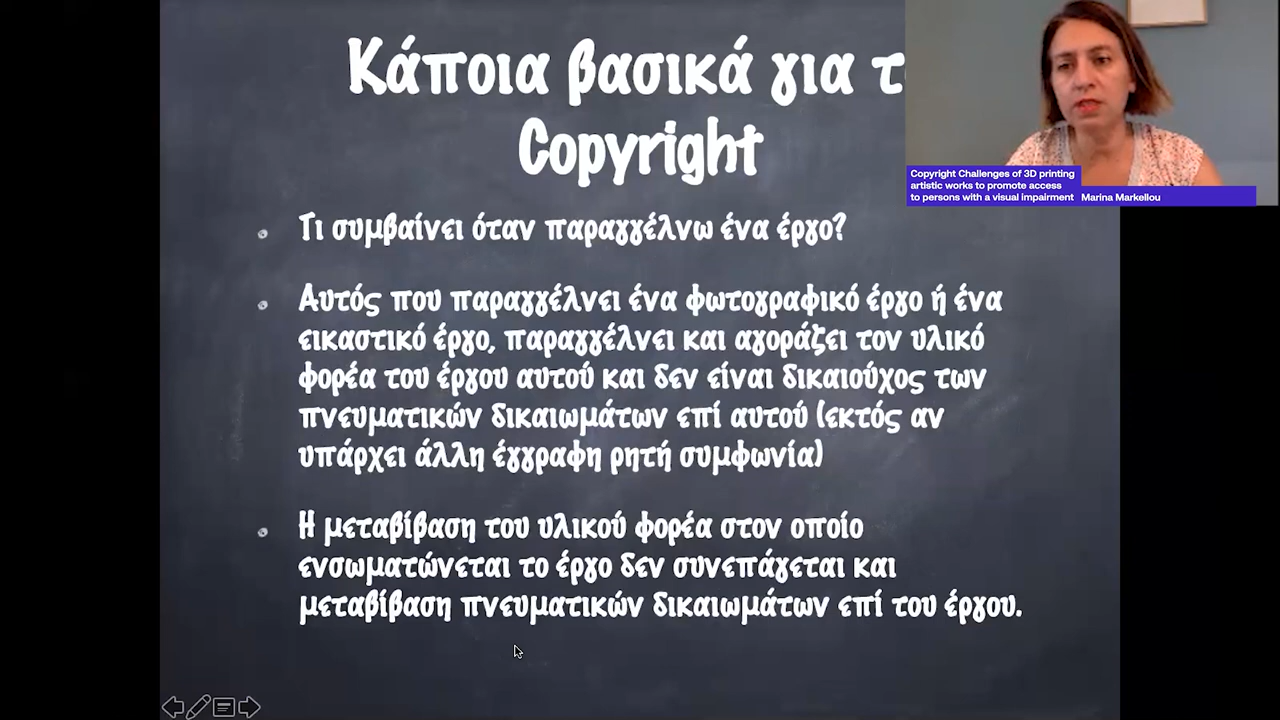 Κάποια βασικά για
Copyright
Τι συμβαίνει όταν παραγγέλνω ένα έργο?
Αυτός που παραγγέλνει ένα φωτογραφικό έργο ή ένα
εικαστικό έργο, παραγγέλνει και αγοράζει τον υλικό
φορέα του έργου αυτού και δεν είναι δικαιούχος των
πνευματικών δικαιωμάτων επί αυτού (εκτός αν
υπάρχει άλλη έγγραφη ρητή συμφωνία)
Η μεταβίβαση του υλικού φορέα στον οποίο
ενσωματώνεται το έργο δεν συνεπάγεται και
μεταβίβαση πνευματικών δικαιωμάτων επί του έργου.
Copyright Challenges of 3D printing
artistic works to promote access
to persons with a visual impairment Marina Markellou